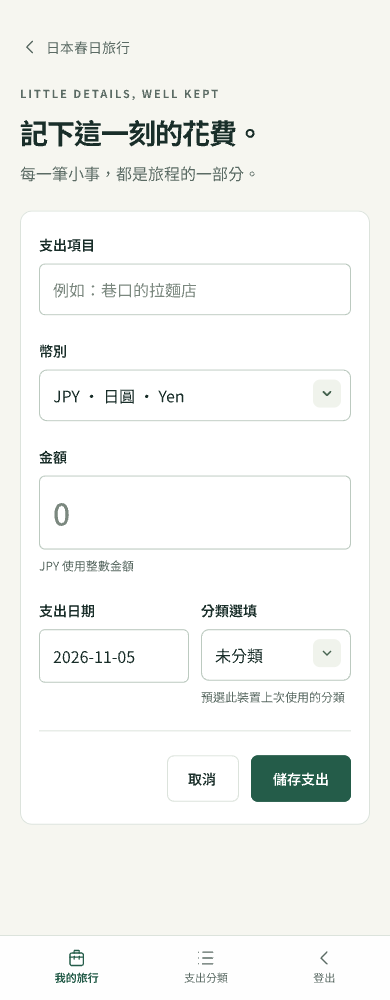 日本春日旅行
LITTLE DETAILS, WELL KEPT
記下這一刻的花費。
每一筆小事，都是旅程的一部分。
支出項目
例如：巷口的拉麵店
幣別
JPY · 日圓 · Yen
金額
0
JPY 使用整數金額
支出日期
分類選填
2026-11-05
未分類
預選此裝置上次使用的分類
取消
儲存支出
我的旅行
支出分類
登出